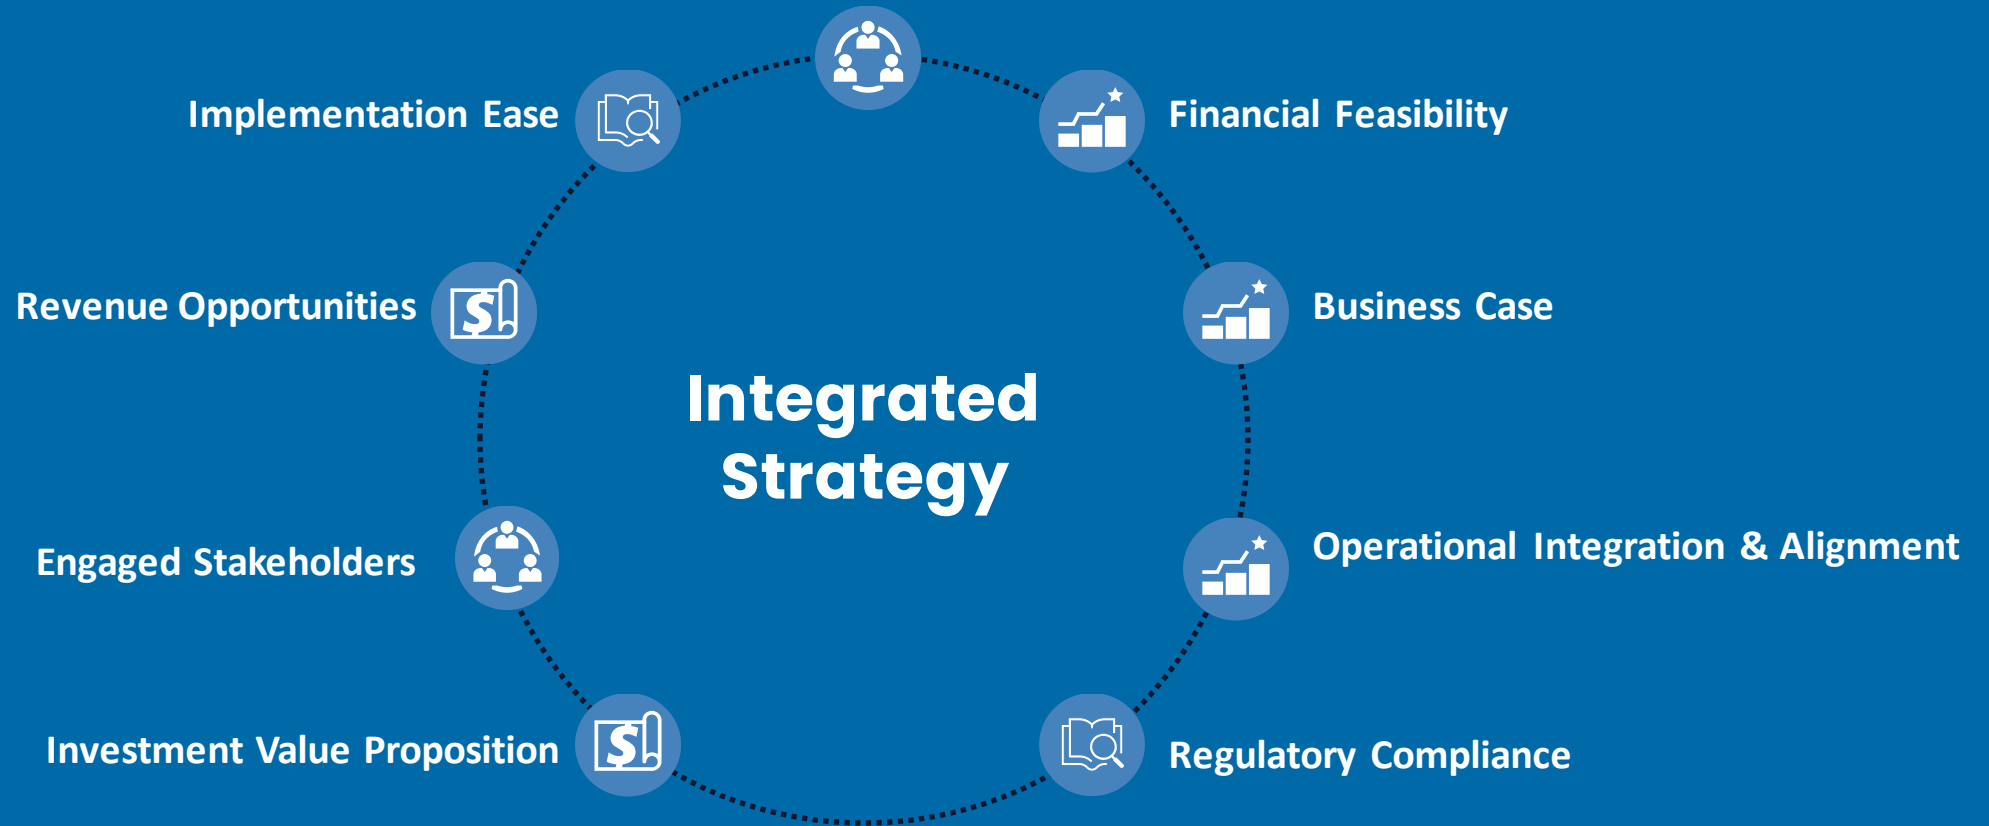 Implementation Ease
Financial Feasibility
Revenue Opportunities
Business Case
Integrated
Strategy
Engaged Stakeholders
Operational Integration & Alignment
Investment Value Proposition
Regulatory Compliance
$
$